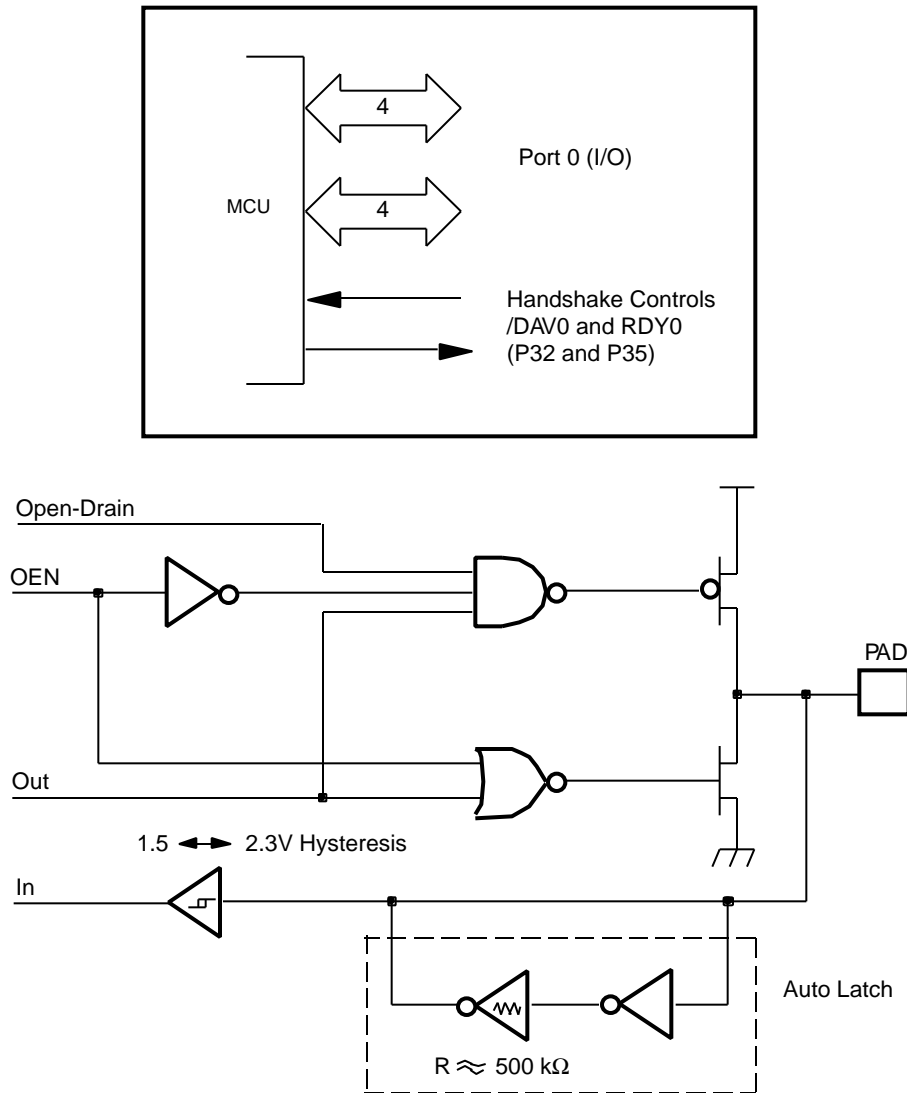 4
Port 0 (I/O)
MCU
4
Handshake Controls
/DAV0 and RDY0
(P32 and P35)
Open-Drain
OEN
PAD
Out
1.5 2.3V Hysteresis
In
Auto Latch
R ≈ 500 kΩ